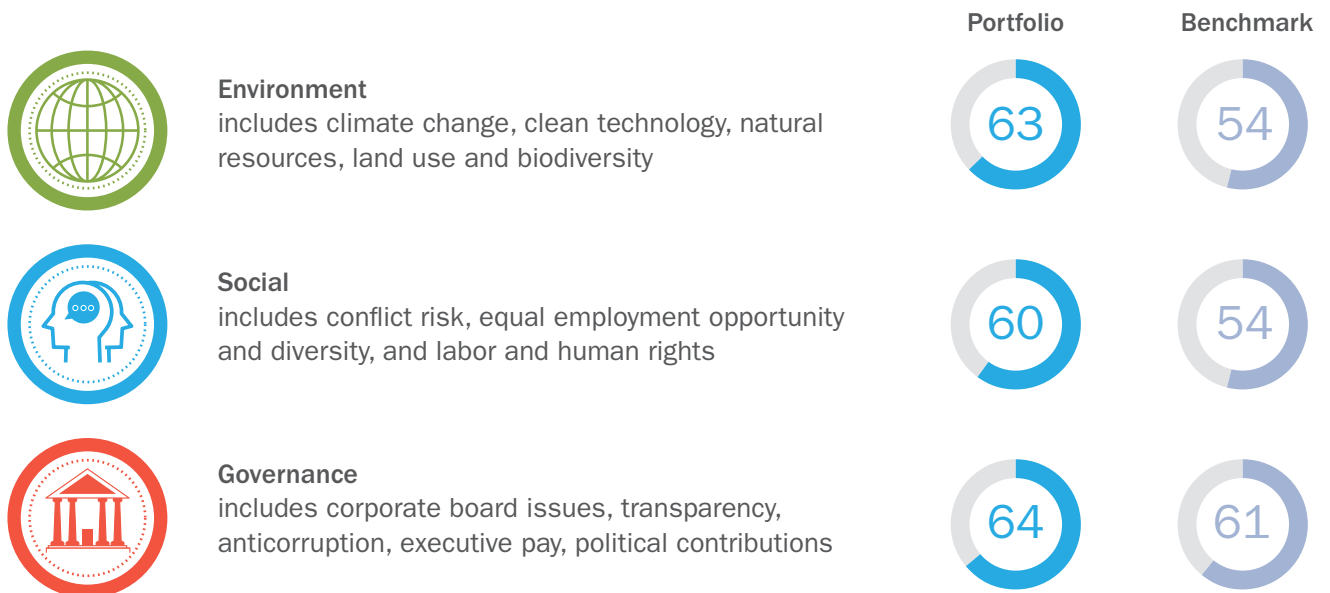 Portfolio Benchmark
Environment
includes climate change, clean technology, natural
resources, land use and biodiversity
63 54
Social
includes conflict risk, equal employment opportunity
and diversity, and labor and human rights
60 54
Governance
includes corporate board issues, transparency,
anticorruption, executive pay, political contributions
64 61